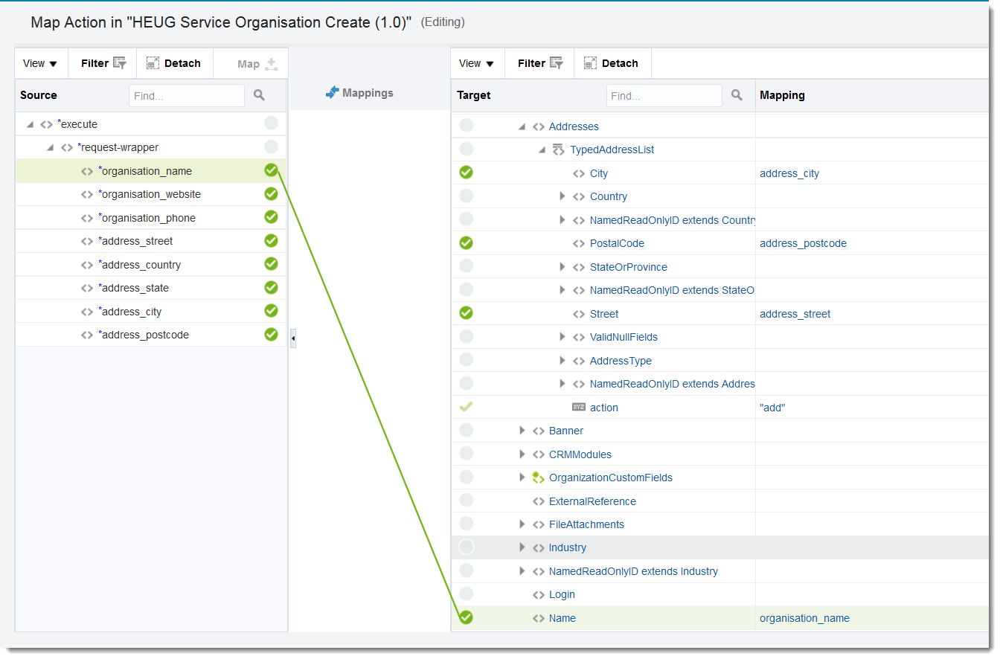 Map Action in "HEUG Service Organisation Create (1.0)" (Editing)
View Filter Detach Map
Source Find...
*execute
*request-wrapper
*organisation_name
*organisation_website
*organisation_phone
*address_street
*address_country
*address_state
*address_city
*address_postcode
Mappings
View Filter Detach
Target Find... Mapping
Addresses
TypedAddressList
City address_city
Country
NamedReadOnlyID extends Country
PostalCode address_postcode
StateOrProvince
NamedReadOnlyID extends StateO
Street address_street
ValidNullFields
AddressType
NamedReadOnlyID extends Addres
XYZ action "add"
Banner
CRMModules
OrganizationCustomFields
ExternalReference
FileAttachments
Industry
NamedReadOnlyID extends Industry
Login
Name organisation_name